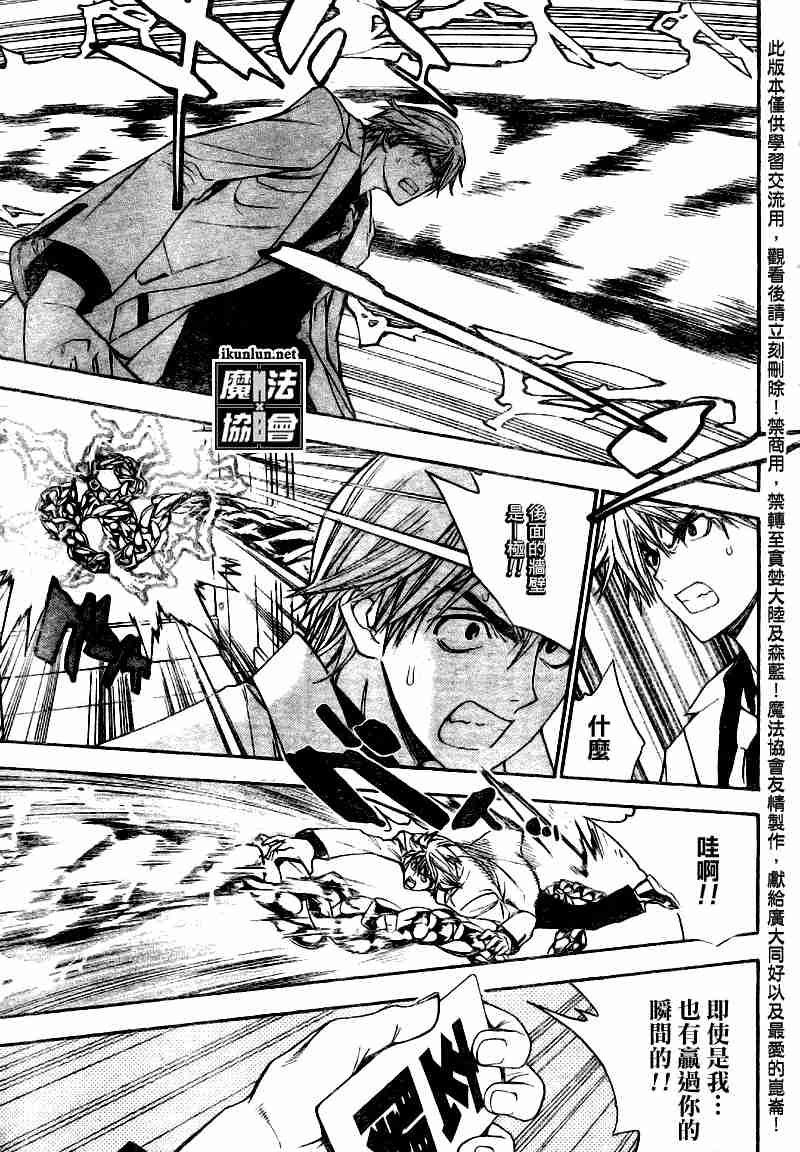 ikunlun.net
魔法
協會
後面的牆壁
是—極!!
什麼
哇啊!!
即使是我…
也有贏過你的
瞬間的!!
此版本僅供學習交流用，觀看後請立刻刪除！禁商用，禁轉至貪婪大陸及森藍！魔法協會友情製作，獻給廣大同好以及最愛的崑崙！